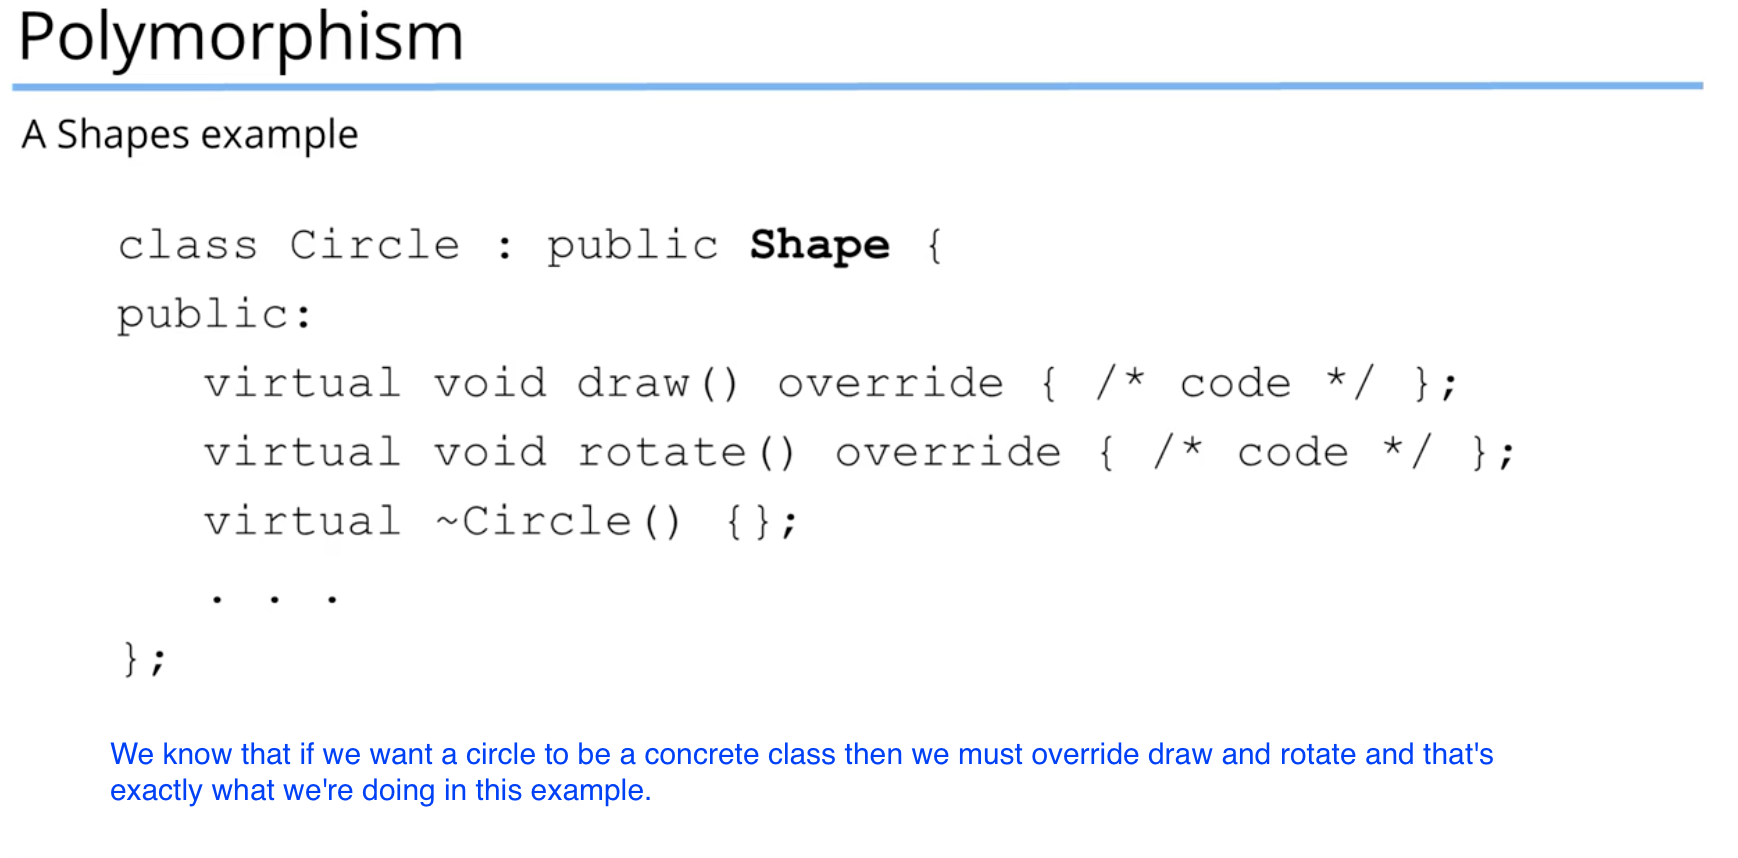 Polymorphism
A Shapes example
class Circle : public Shape {
public:
virtual void draw() override { /* code */ };
virtual void rotate() override { /* code */ };
virtual ~Circle() {};
. . .
};
We know that if we want a circle to be a concrete class then we must override draw and rotate and that's
exactly what we're doing in this example.